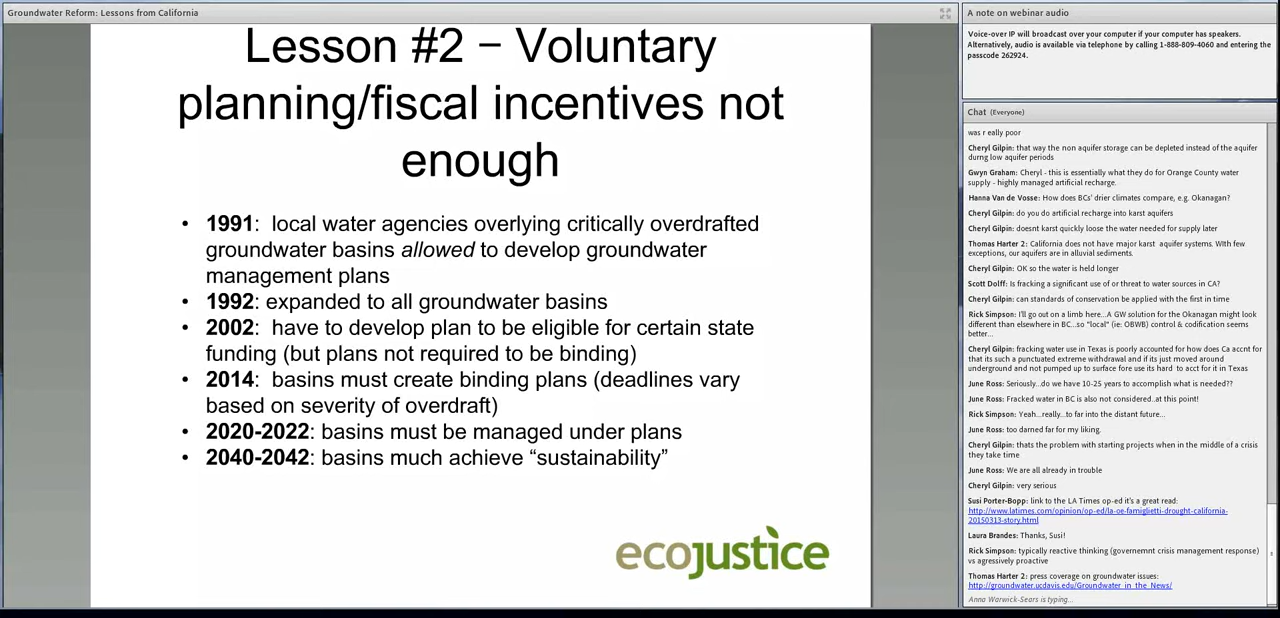 Groundwater Reform: Lessons from California
Lesson #2 − Voluntary
planning/fiscal incentives not
enough
• 1991:  local water agencies overlying critically overdrafted
groundwater basins allowed to develop groundwater
management plans
• 1992: expanded to all groundwater basins
• 2002:  have to develop plan to be eligible for certain state
funding (but plans not required to be binding)
• 2014:  basins must create binding plans (deadlines vary
based on severity of overdraft)
• 2020-2022: basins must be managed under plans
• 2040-2042: basins much achieve “sustainability”
ecojustice
A note on webinar audio
Voice-over IP will broadcast over your computer if your computer has speakers.
Alternatively, audio is available via telephone by calling 1-888-809-4060 and entering the
passcode 262924.
Chat (Everyone)
was r eally poor
Cheryl Gilpin: that way the non aquifer storage can be depleted instead of the aquifer
durng low aquifer periods
Gwyn Graham: Cheryl - this is essentially what they do for Orange County water
supply - highly managed artificial recharge.
Hanna Van de Vosse: How does BCs' drier climates compare, e.g. Okanagan?
Cheryl Gilpin: do you do artificial recharge into karst aquifers
Cheryl Gilpin: doesnt karst quickly loose the water needed for supply later
Thomas Harter 2: California does not have major karst  aquifer systems. WIth few
exceptions, our aquifers are in alluvial sediments.
Cheryl Gilpin: OK so the water is held longer
Scott Dolff: Is fracking a significant use of or threat to water sources in CA?
Cheryl Gilpin: can standards of conservation be applied with the first in time
Rick Simpson: I'll go out on a limb here...A GW solution for the Okanagan might look
different than elsewhere in BC...so "local" (ie: OBWB) control & codification seems
better...
Cheryl Gilpin: fracking water use in Texas is poorly accounted for how does Ca accnt for
that its such a punctuated extreme withdrawal and if its just moved around
underground and not pumped up to surface fore use its hard  to acct for it in Texas
June Ross: Seriously...do we have 10-25 years to accomplish what is needed??
June Ross: Fracked water in BC is also not considered..at this point!
Rick Simpson: Yeah...really...to far into the distant future...
June Ross: too darned far for my liking.
Cheryl Gilpin: thats the problem with starting projects when in the middle of a crisis
they take time
June Ross: We are all already in trouble
Cheryl Gilpin: very serious
Susi Porter-Bopp: link to the LA Times op-ed it's a great read:
http://www.latimes.com/opinion/op-ed/la-oe-famiglietti-drought-california-
20150313-story.html
Laura Brandes: Thanks, Susi!
Rick Simpson: typically reactive thinking (governemnt crisis management response)
vs agressively proactive
Thomas Harter 2: press coverage on groundwater issues:
http://groundwater.ucdavis.edu/Groundwater_in_the_News/
Anna Warwick-Sears is typing...